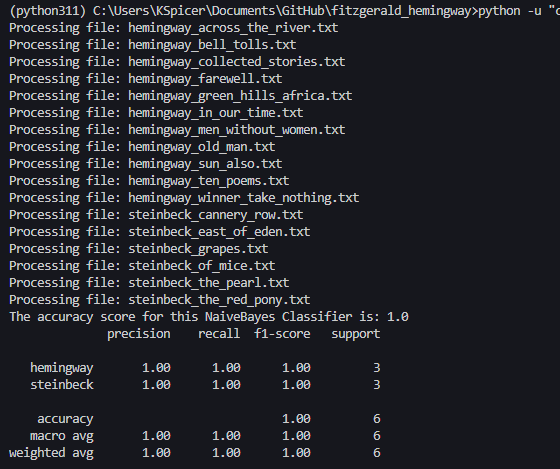 (python311) C:\Users\KSpicer\Documents\GitHub\fitzgerald_hemingway>python -u "c
Processing file: hemingway_across_the_river.txt
Processing file: hemingway_bell_tolls.txt
Processing file: hemingway_collected_stories.txt
Processing file: hemingway_farewell.txt
Processing file: hemingway_green_hills_africa.txt
Processing file: hemingway_in_our_time.txt
Processing file: hemingway_men_without_women.txt
Processing file: hemingway_old_man.txt
Processing file: hemingway_sun_also.txt
Processing file: hemingway_ten_poems.txt
Processing file: hemingway_winner_take_nothing.txt
Processing file: steinbeck_cannery_row.txt
Processing file: steinbeck_east_of_eden.txt
Processing file: steinbeck_grapes.txt
Processing file: steinbeck_of_mice.txt
Processing file: steinbeck_the_pearl.txt
Processing file: steinbeck_the_red_pony.txt
The accuracy score for this NaiveBayes Classifier is: 1.0
precision recall f1-score support
hemingway 1.00 1.00 1.00 3
steinbeck 1.00 1.00 1.00 3
accuracy 1.00 6
macro avg 1.00 1.00 1.00 6
weighted avg 1.00 1.00 1.00 6